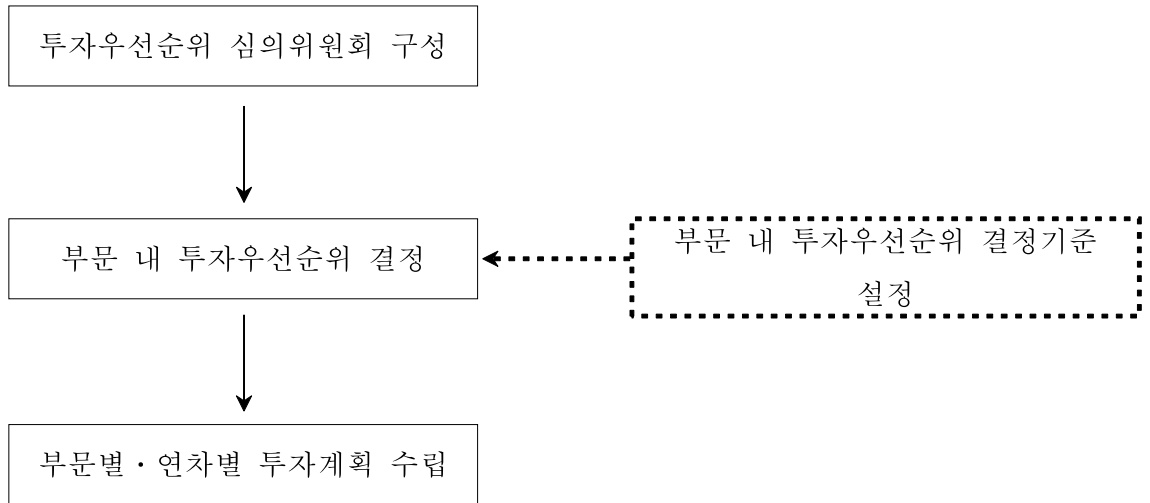 투자우선순위 심의위원회 구성
부문 내 투자우선순위 결정
부문 내 투자우선순위 결정기준
설정
부문별·연차별 투자계획 수립